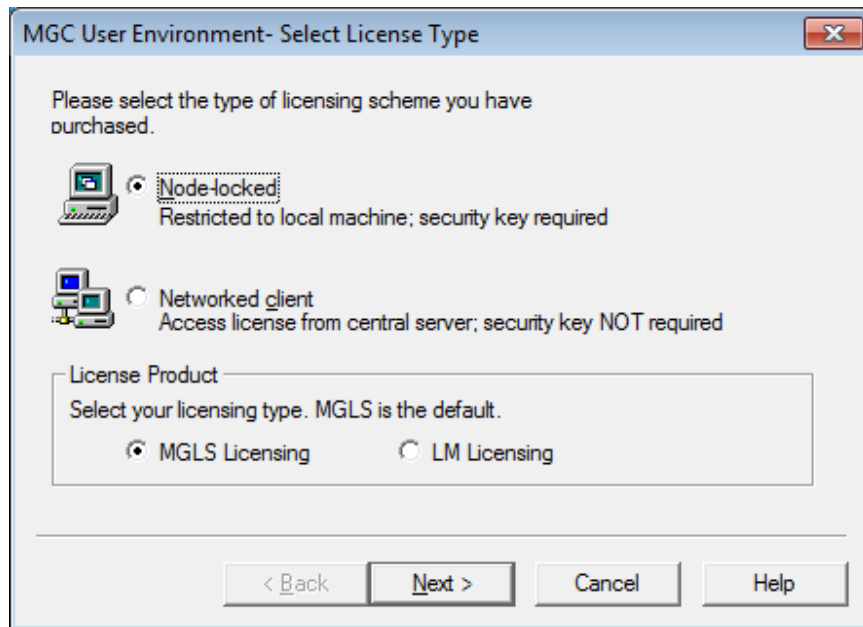 MGC User Environment- Select License Type
Please select the type of licensing scheme you have
purchased.
Node-locked
Restricted to local machine; security key required
Networked client
Access license from central server; security key NOT required
License Product
Select your licensing type. MGLS is the default.
MGLS Licensing LM Licensing
< Back Next > Cancel Help